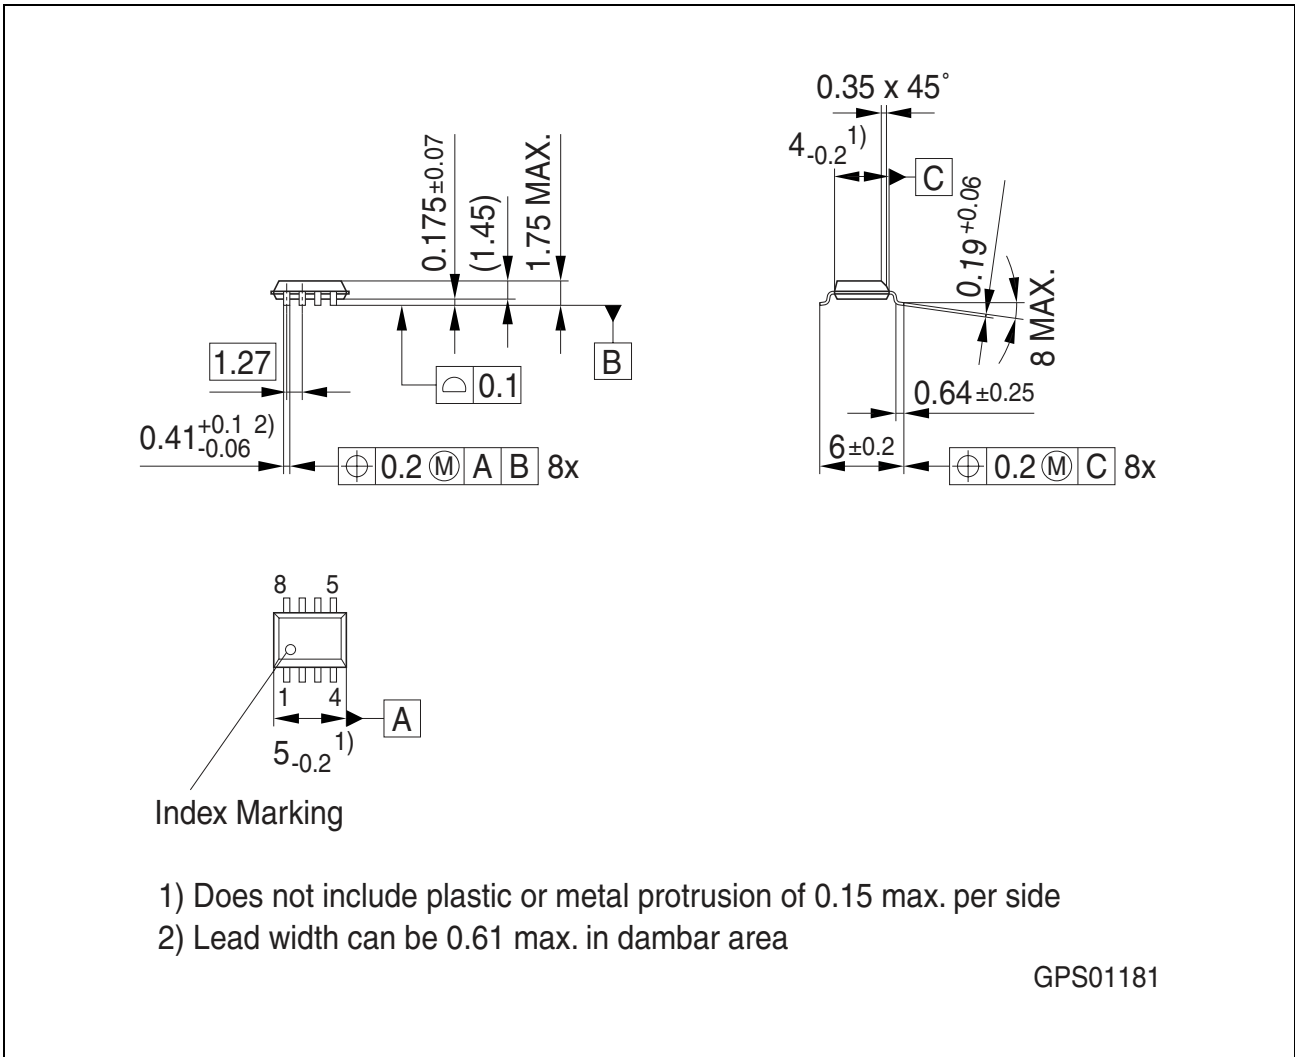 0.35 x 45°
4-0.2 1)
C
0.19 +0.06
8 MAX.
0.64 ±0.25
6±0.2
0.2 Ⓜ C 8x
0.175±0.07
(1.45)
1.75 MAX.
B
1.27
0.1
0.41 +0.1 -0.06 2)
0.2 Ⓜ A B 8x
8 5
1 4
A
5-0.2 1)
Index Marking
1) Does not include plastic or metal protrusion of 0.15 max. per side
2) Lead width can be 0.61 max. in dambar area
GPS01181